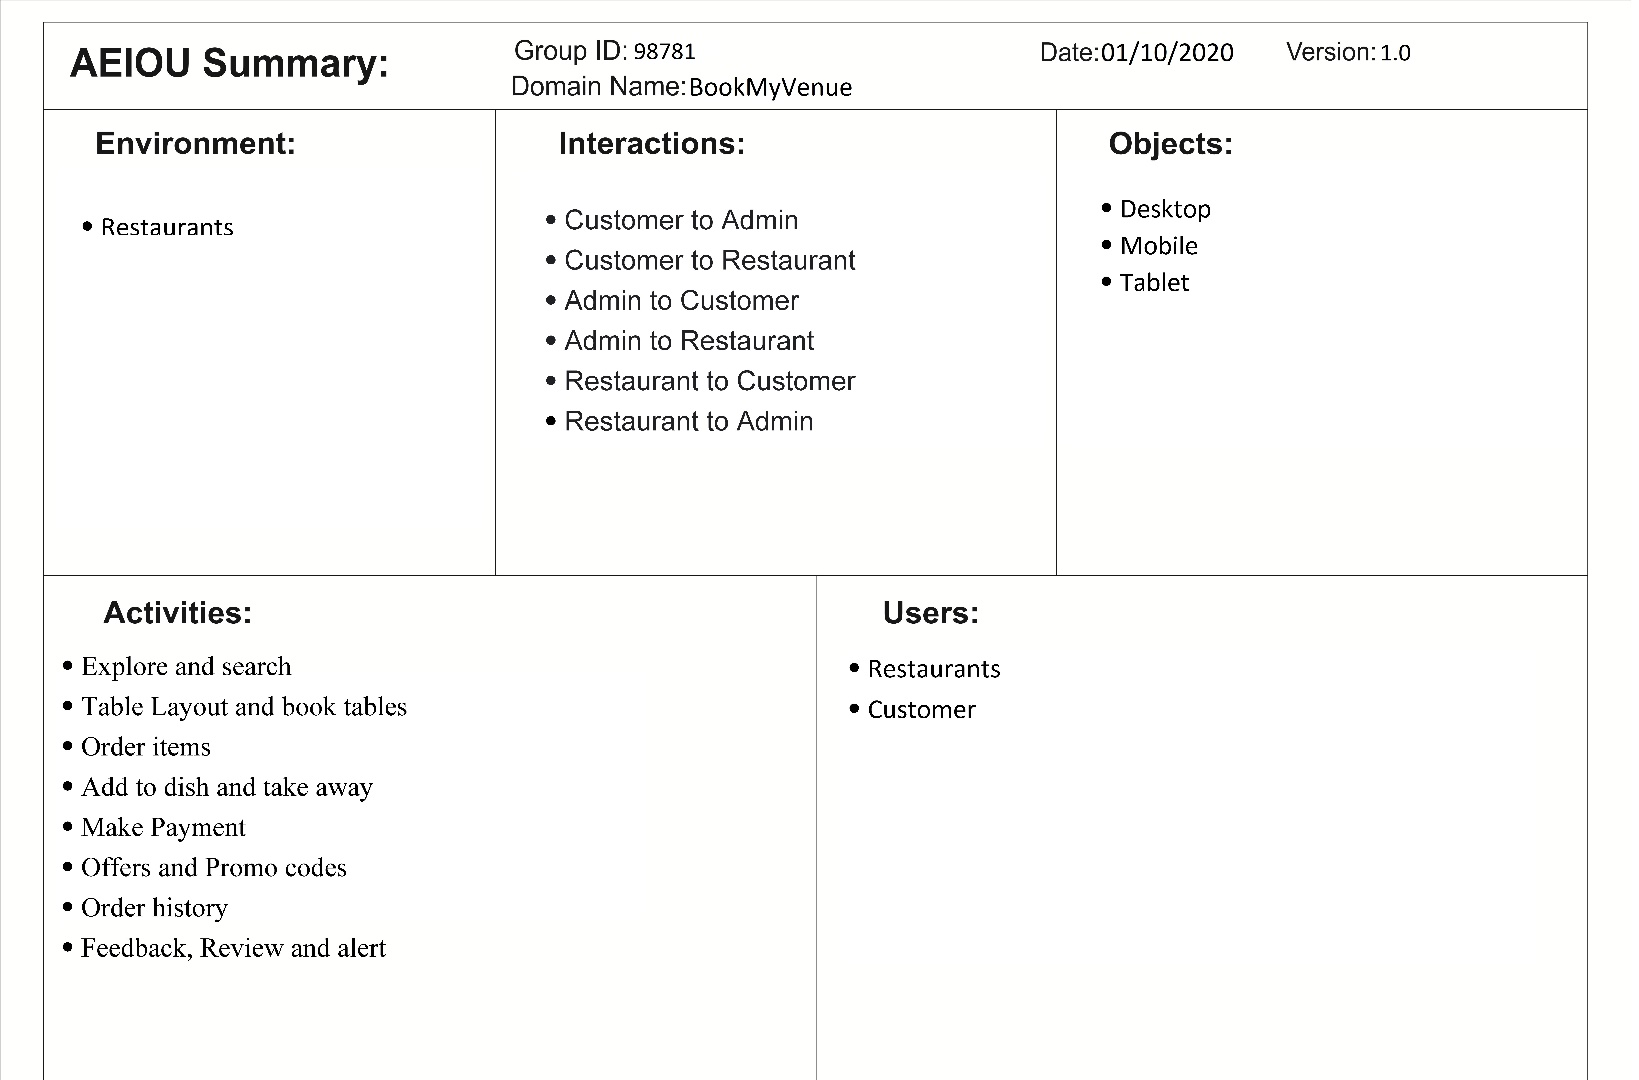 AEIOU Summary:
Group ID: 98781
Domain Name:BookMyVenue
Date:01/10/2020
Version:1.0
Environment:
• Restaurants
Interactions:
• Customer to Admin
• Customer to Restaurant
• Admin to Customer
• Admin to Restaurant
• Restaurant to Customer
• Restaurant to Admin
Objects:
• Desktop
• Mobile
• Tablet
Activities:
• Explore and search
• Table Layout and book tables
• Order items
• Add to dish and take away
• Make Payment
• Offers and Promo codes
• Order history
• Feedback, Review and alert
Users:
• Restaurants
• Customer